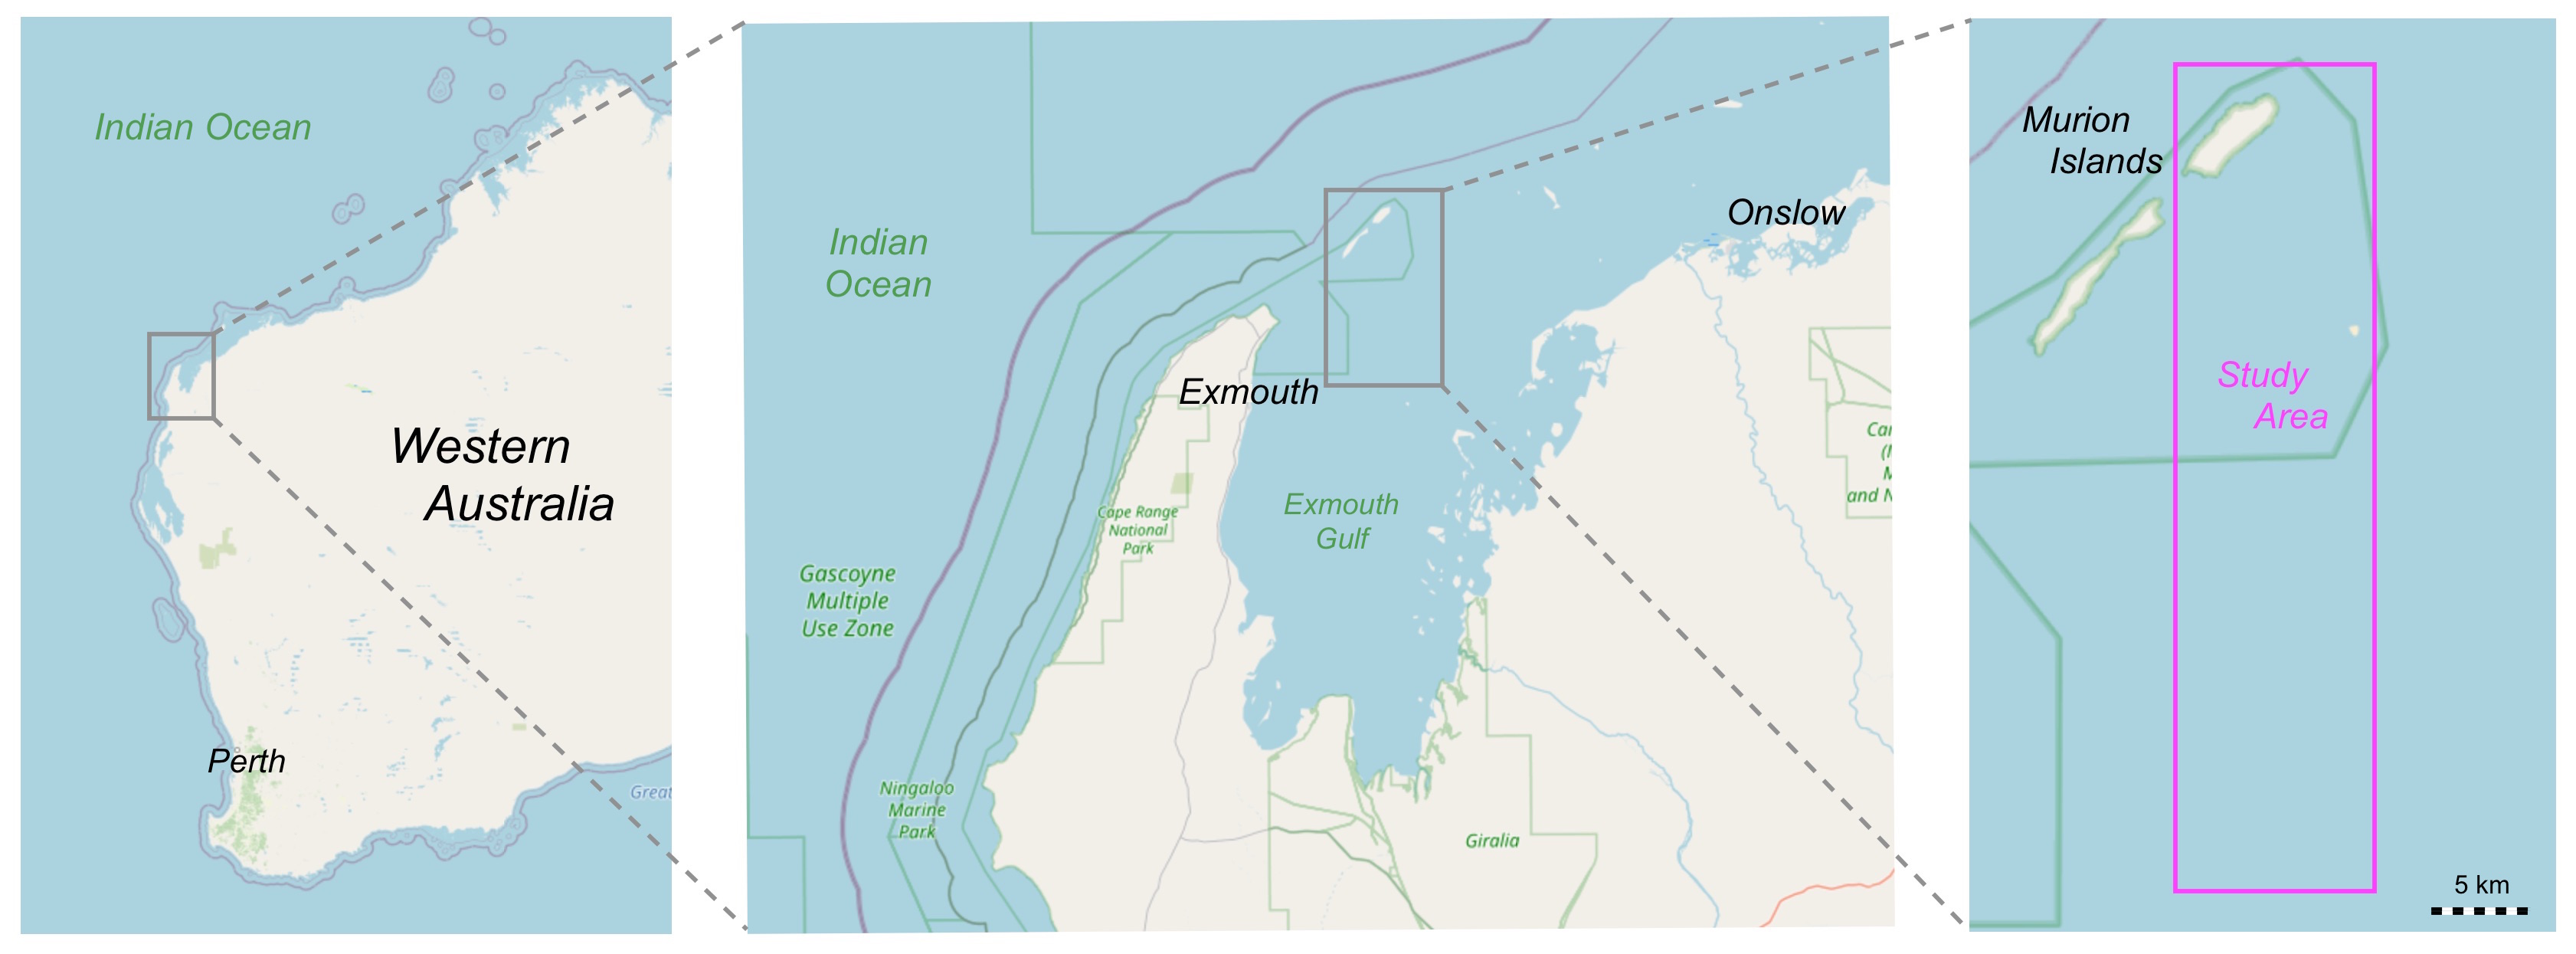 Indian Ocean
Western
Australia
Perth
Great
Indian
Ocean
Onslow
Exmouth
Exmouth
Gulf
Cape Range
National
Park
Gascoyne
Multiple
Use Zone
Ningaloo
Marine
Park
Giralia
Car
(I
M
and N
Murion
Islands
Study
Area
5 km